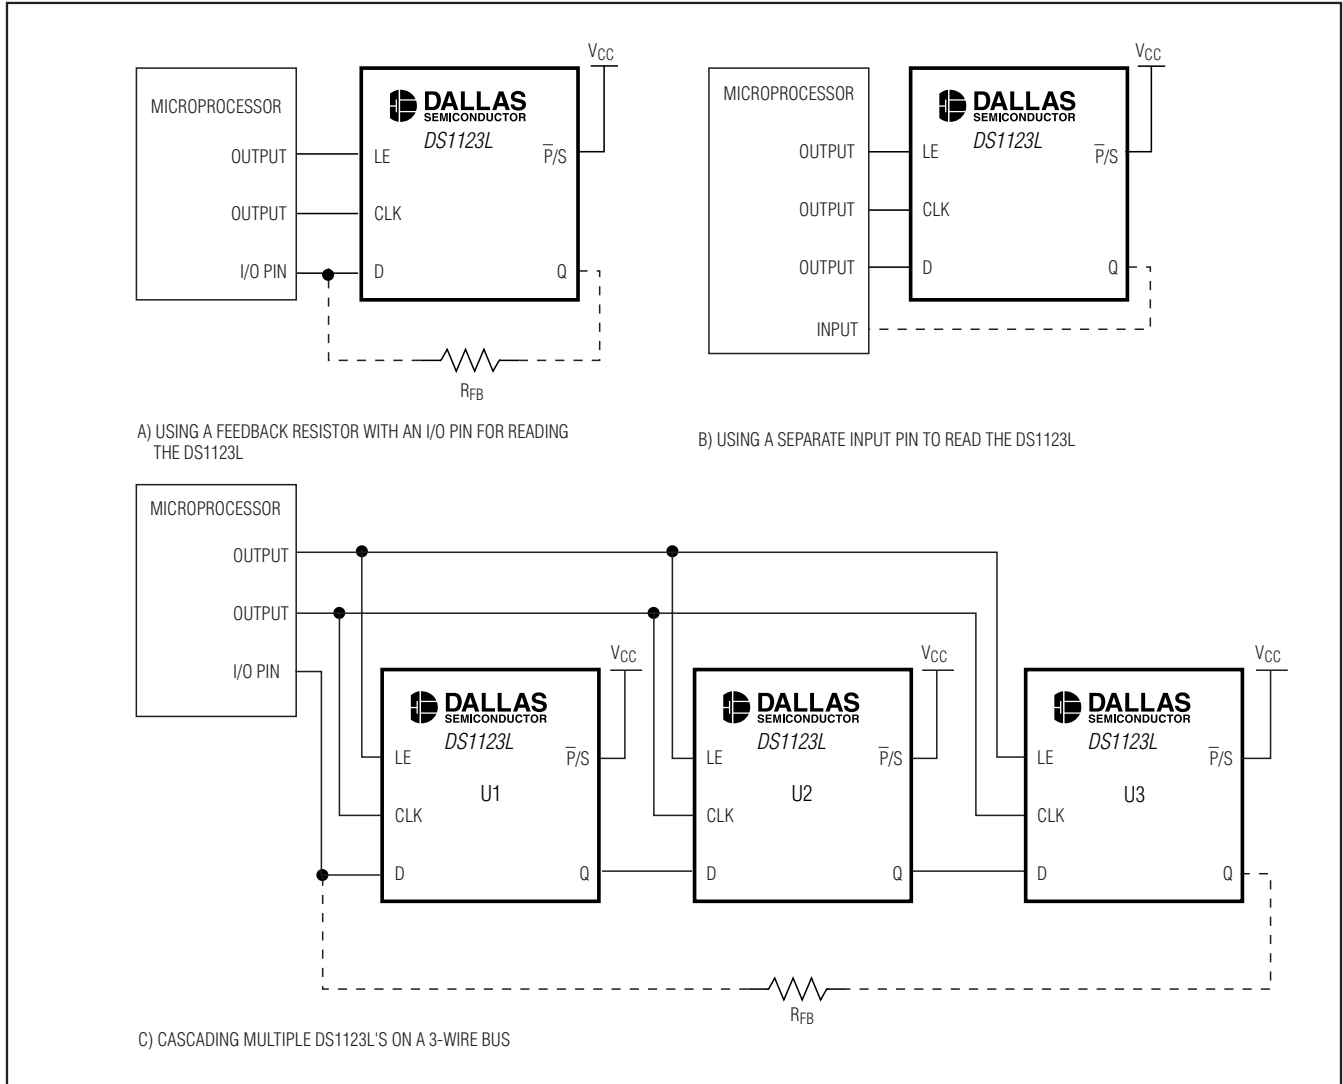 VCC
MICROPROCESSOR
DALLAS
SEMICONDUCTOR
DS1123L
OUTPUT
LE
P̅/S
OUTPUT
CLK
I/O PIN
D
Q
RFB
A) USING A FEEDBACK RESISTOR WITH AN I/O PIN FOR READING
THE DS1123L
VCC
MICROPROCESSOR
DALLAS
SEMICONDUCTOR
DS1123L
OUTPUT
LE
P̅/S
OUTPUT
CLK
OUTPUT
D
Q
INPUT
B) USING A SEPARATE INPUT PIN TO READ THE DS1123L
MICROPROCESSOR
OUTPUT
OUTPUT
I/O PIN
VCC
DALLAS
SEMICONDUCTOR
DS1123L
LE
P̅/S
U1
CLK
D
Q
VCC
DALLAS
SEMICONDUCTOR
DS1123L
LE
P̅/S
U2
CLK
D
Q
VCC
DALLAS
SEMICONDUCTOR
DS1123L
LE
P̅/S
U3
CLK
D
Q
RFB
C) CASCADING MULTIPLE DS1123L'S ON A 3-WIRE BUS